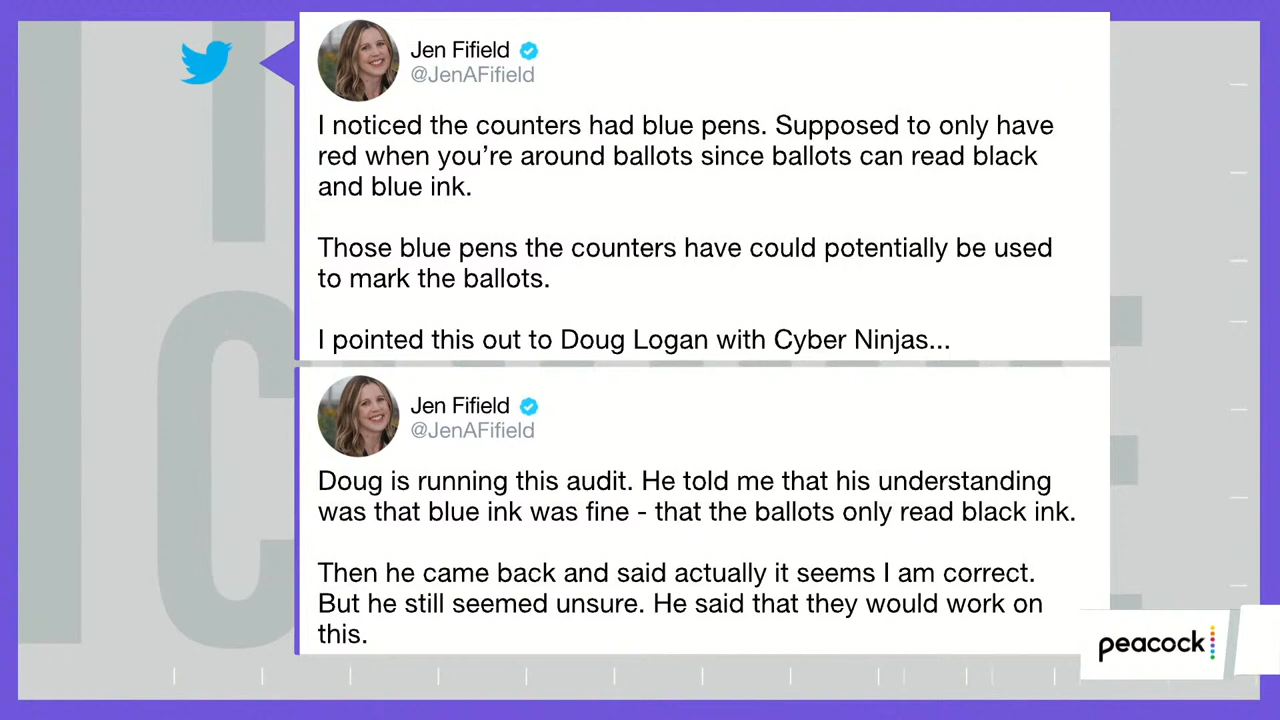 Jen Fifield
@JenAFifield
I noticed the counters had blue pens. Supposed to only have
red when you’re around ballots since ballots can read black
and blue ink.
Those blue pens the counters have could potentially be used
to mark the ballots.
I pointed this out to Doug Logan with Cyber Ninjas...
Jen Fifield
@JenAFifield
Doug is running this audit. He told me that his understanding
was that blue ink was fine - that the ballots only read black ink.
Then he came back and said actually it seems I am correct.
But he still seemed unsure. He said that they would work on
this.
peacock